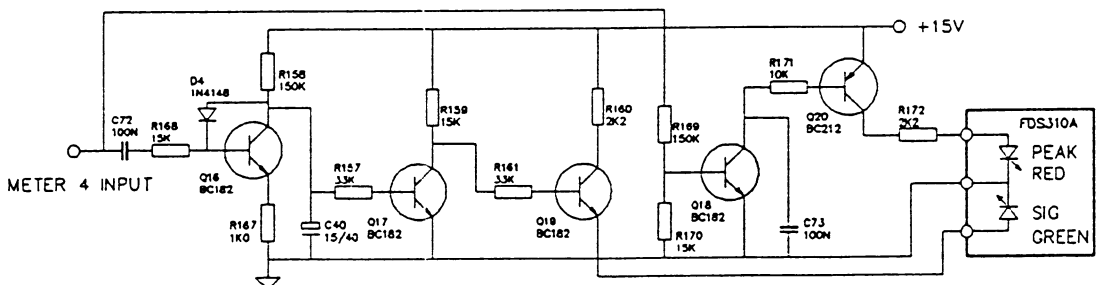 METER 4 INPUT
C72
100N
R168
15K
D4
1N4148
R158
150K
Q16
BC182
R167
1K0
R157
33K
C40
15/40
Q17
BC182
R159
15K
R161
33K
Q19
BC182
R160
2K2
R169
150K
R170
15K
Q18
BC182
R171
10K
C73
100N
Q20
BC212
+15V
R172
2K2
FDS310A
PEAK
RED
SIG
GREEN